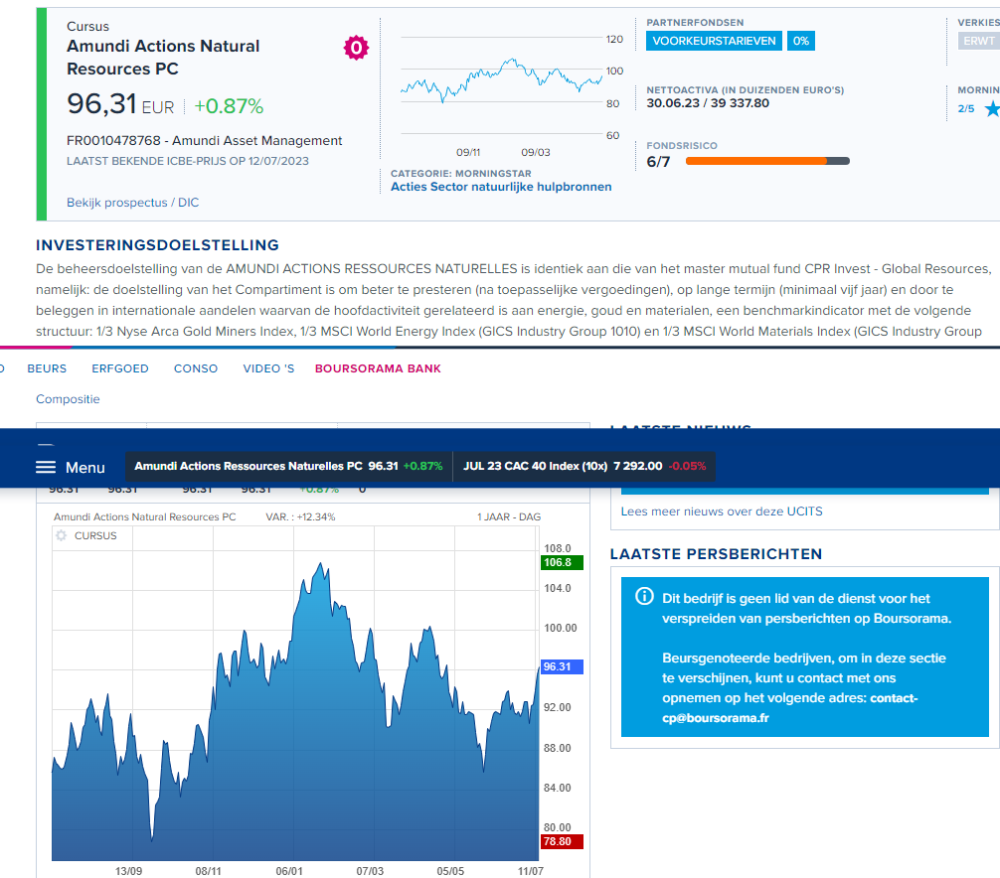 Cursus
Amundi Actions Natural
Resources PC
96,31 EUR +0.87%
FR0010478768 - Amundi Asset Management
LAATST BEKENDE ICBE-PRIJS OP 12/07/2023
Bekijk prospectus / DIC
120
100
80
60
09/11 09/03
CATEGORIE: MORNINGSTAR
Acties Sector natuurlijke hulpbronnen
PARTNERFONDSEN
VOORKEURSTARIEVEN 0%
NETTOACTIVA (IN DUIZENDEN EURO'S)
30.06.23 / 39 337.80
FONDSRISICO
6/7
VERKIES
ERWT
MORNIN
2/5
INVESTERINGSDOELSTELLING
De beheersdoelstelling van de AMUNDI ACTIONS RESSOURCES NATURELLES is identiek aan die van het master mutual fund CPR Invest - Global Resources,
namelijk: de doelstelling van het Compartiment is om beter te presteren (na toepasselijke vergoedingen), op lange termijn (minimaal vijf jaar) en door te
beleggen in internationale aandelen waarvan de hoofdactiviteit gerelateerd is aan energie, goud en materialen, een benchmarkindicator met de volgende
structuur: 1/3 Nyse Arca Gold Miners Index, 1/3 MSCI World Energy Index (GICS Industry Group 1010) en 1/3 MSCI World Materials Index (GICS Industry Group
BEURS ERFGOED CONSO VIDEO 'S BOURSORAMA BANK
Compositie
LAATSTE NIEUWS
Menu
Amundi Actions Ressources Naturelles PC 96.31 +0.87% JUL 23 CAC 40 Index (10x) 7 292.00 -0.05%
96.31 96.31 96.31 96.31 +0.87% 0
Amundi Actions Natural Resources PC VAR. : +12.34% 1 JAAR - DAG
CURSUS
108.0
106.8
104.0
100.00
96.31
92.00
88.00
84.00
80.00
78.80
13/09 08/11 06/01 07/03 05/05 11/07
Lees meer nieuws over deze UCITS
LAATSTE PERSBERICHTEN
Dit bedrijf is geen lid van de dienst voor het
verspreiden van persberichten op Boursorama.
Beursgenoteerde bedrijven, om in deze sectie
te verschijnen, kunt u contact met ons
opnemen op het volgende adres: contact-
cp@boursorama.fr